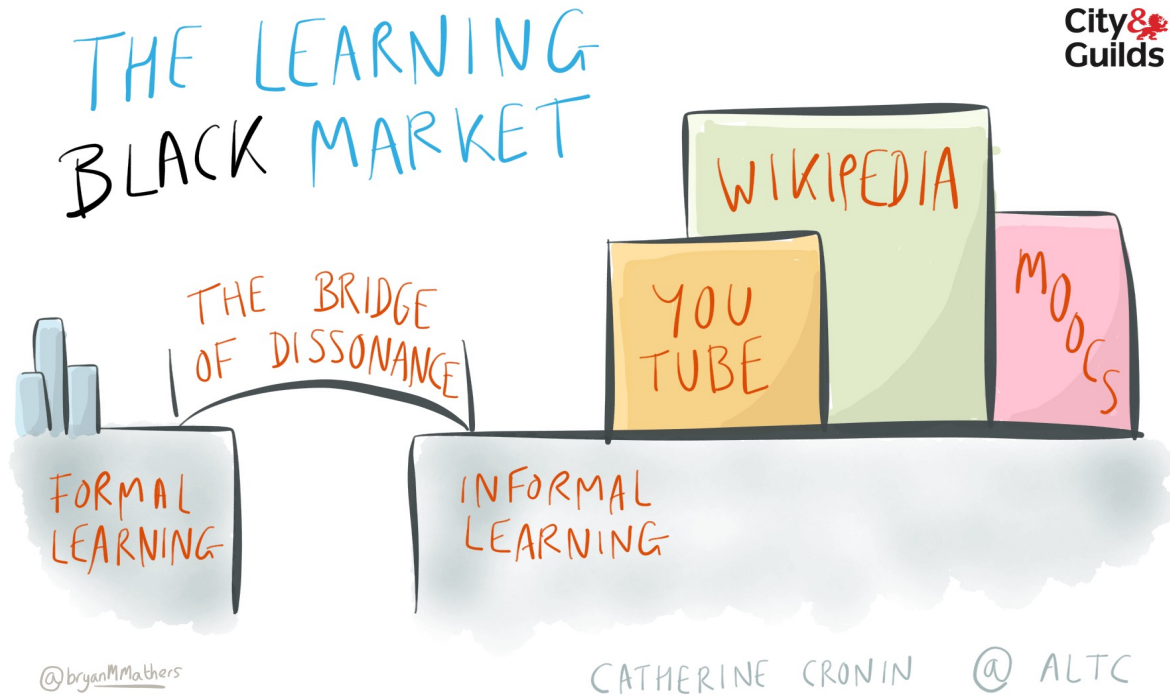 THE LEARNING
BLACK MARKET
City&
Guilds
WIKIPEDIA
YOU
TUBE
MOOCS
THE BRIDGE
OF DISSONANCE
FORMAL
LEARNING
INFORMAL
LEARNING
@bryanMMathers
CATHERINE CRONIN @ ALTC